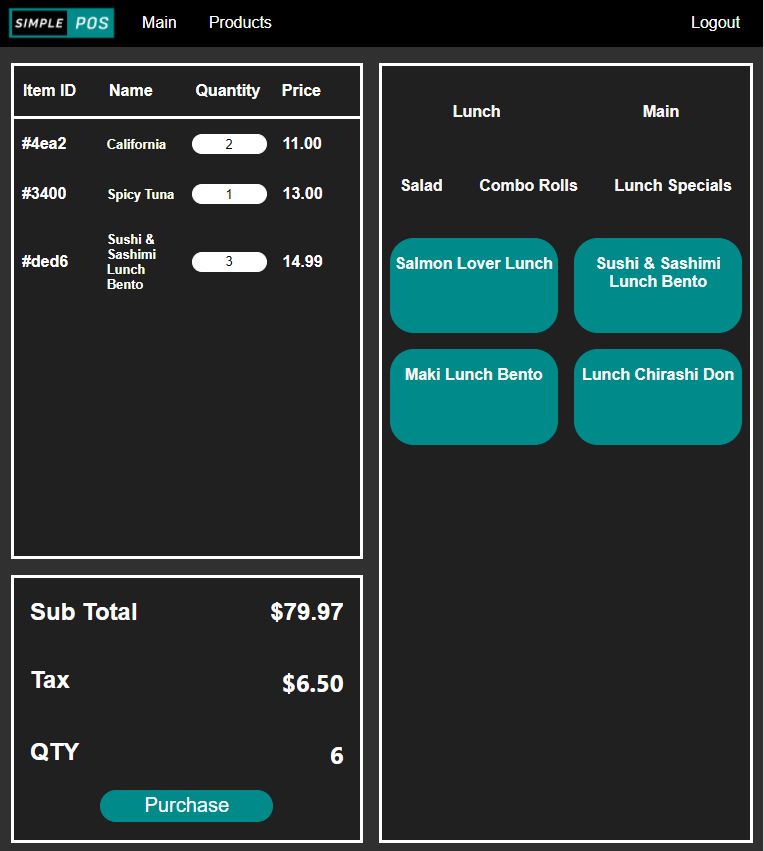 SIMPLE POS Main Products Logout
Item ID Name Quantity Price
#4ea2 California 2 11.00
#3400 Spicy Tuna 1 13.00
#ded6 Sushi &
Sashimi
Lunch
Bento 3 14.99
Sub Total $79.97
Tax $6.50
QTY 6
Purchase
Lunch Main
Salad Combo Rolls Lunch Specials
Salmon Lover Lunch
Sushi & Sashimi
Lunch Bento
Maki Lunch Bento
Lunch Chirashi Don